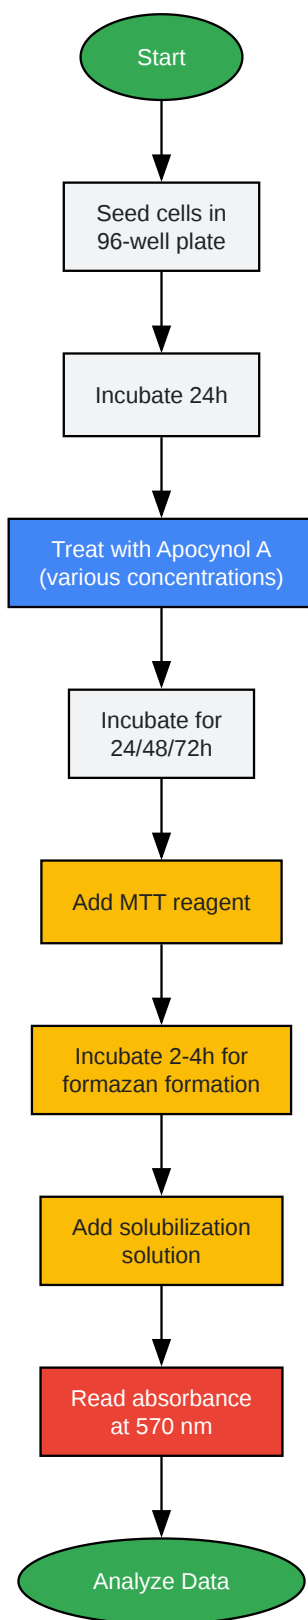 Start
Seed cells in
96-well plate
Incubate 24h
Treat with Apocynol A
(various concentrations)
Incubate for
24/48/72h
Add MTT reagent
Incubate 2-4h for
formazan formation
Add solubilization
solution
Read absorbance
at 570 nm
Analyze Data